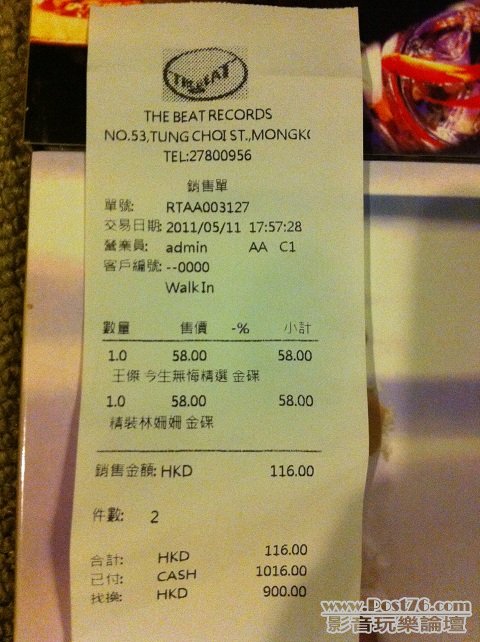 THE BEAT
THE BEAT RECORDS
NO.53,TUNG CHOI ST.,MONGK
TEL:27800956
銷售單
單號: RTAA003127
交易日期: 2011/05/11 17:57:28
營業員: admin AA C1
客戶編號: --0000
Walk In
數量 售價 -% 小計
1.0 58.00 58.00
王傑 今生無悔精選 金碟
1.0 58.00 58.00
精裝林姍姍 金碟
銷售金額: HKD 116.00
件數: 2
合計: HKD 116.00
已付: CASH 1016.00
找換: HKD 900.00
www.Post76.com
影音玩樂論壇